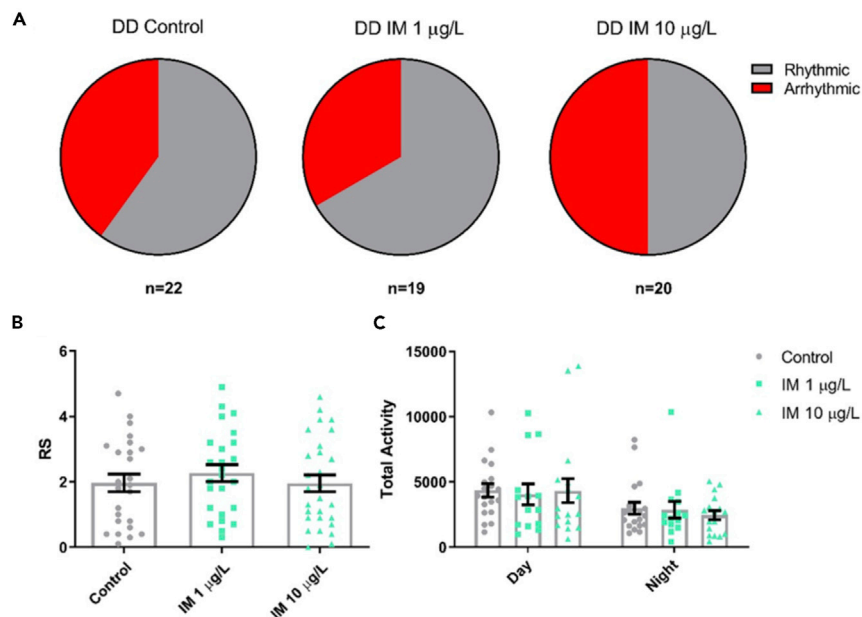 A
DD Control
DD IM 1 μg/L
DD IM 10 μg/L
Rhythmic
Arrhythmic
n=22
n=19
n=20
B
C
6
4
2
0
RS
Control
IM 1 μg/L
IM 10 μg/L
15000
10000
5000
0
Total Activity
Day
Night
Control
IM 1 μg/L
IM 10 μg/L